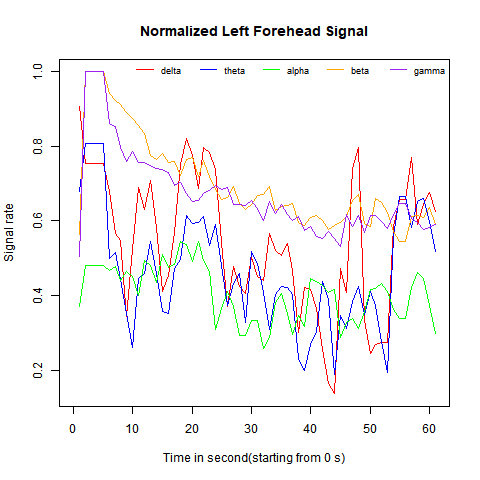 Normalized Left Forehead Signal
delta theta alpha beta gamma
Signal rate
1.0
0.8
0.6
0.4
0.2
0 10 20 30 40 50 60
Time in second(starting from 0 s)